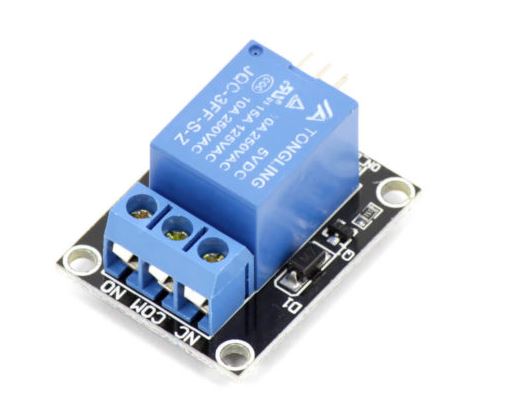 TONGLING
5VDC
10A 250VAC
15A 125VAC
10A 250VAC
JQC-3FF-S-Z
NO
COM
NC
D1
Q